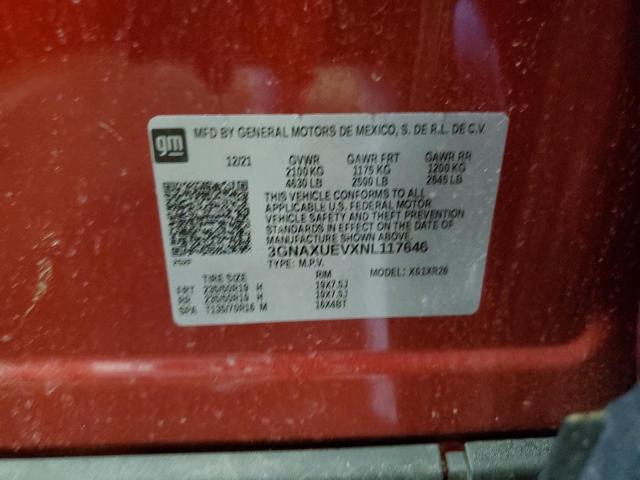 gm
MFD BY GENERAL MOTORS DE MEXICO, S. DE R.L. DE C.V.
12/21 GVWR GAWR FRT GAWR RR
2100 KG 1175 KG 1200 KG
4630 LB 2590 LB 2645 LB
THIS VEHICLE CONFORMS TO ALL
APPLICABLE U.S. FEDERAL MOTOR
VEHICLE SAFETY AND THEFT PREVENTION
STANDARDS IN EFFECT ON THE DATE OF
MANUFACTURE SHOWN ABOVE.
3GNAXUEVXNL117646
TYPE: M.P.V. MODEL: XG1XR26
TIRE SIZE RIM
FRT 235/50R19 H 19X7.5J
RR 235/50R19 H 19X7.5J
SPA T135/70R16 M 16X4BT